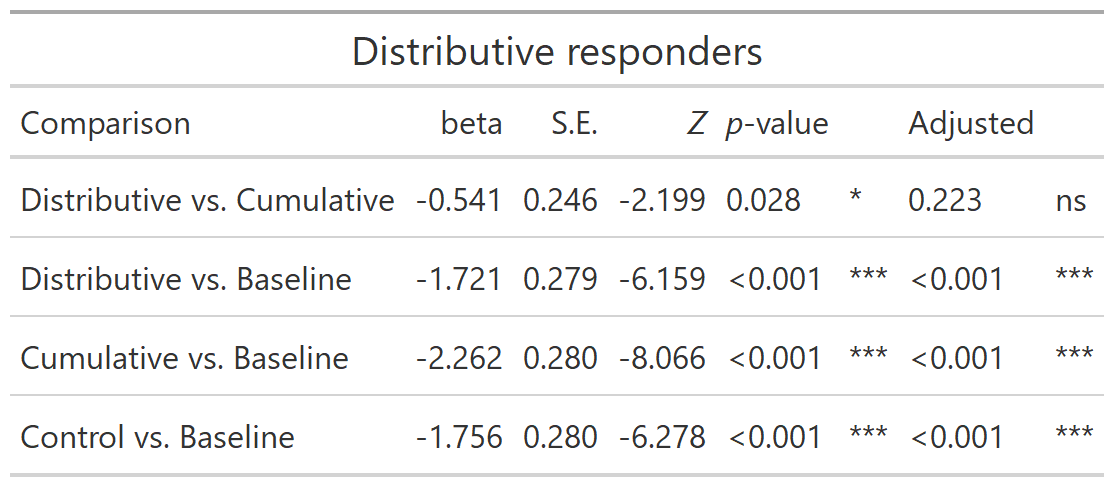 Distributive responders
Comparison beta S.E. Z p-value Adjusted
Distributive vs. Cumulative -0.541 0.246 -2.199 0.028 * 0.223 ns
Distributive vs. Baseline -1.721 0.279 -6.159 <0.001 *** <0.001 ***
Cumulative vs. Baseline -2.262 0.280 -8.066 <0.001 *** <0.001 ***
Control vs. Baseline -1.756 0.280 -6.278 <0.001 *** <0.001 ***